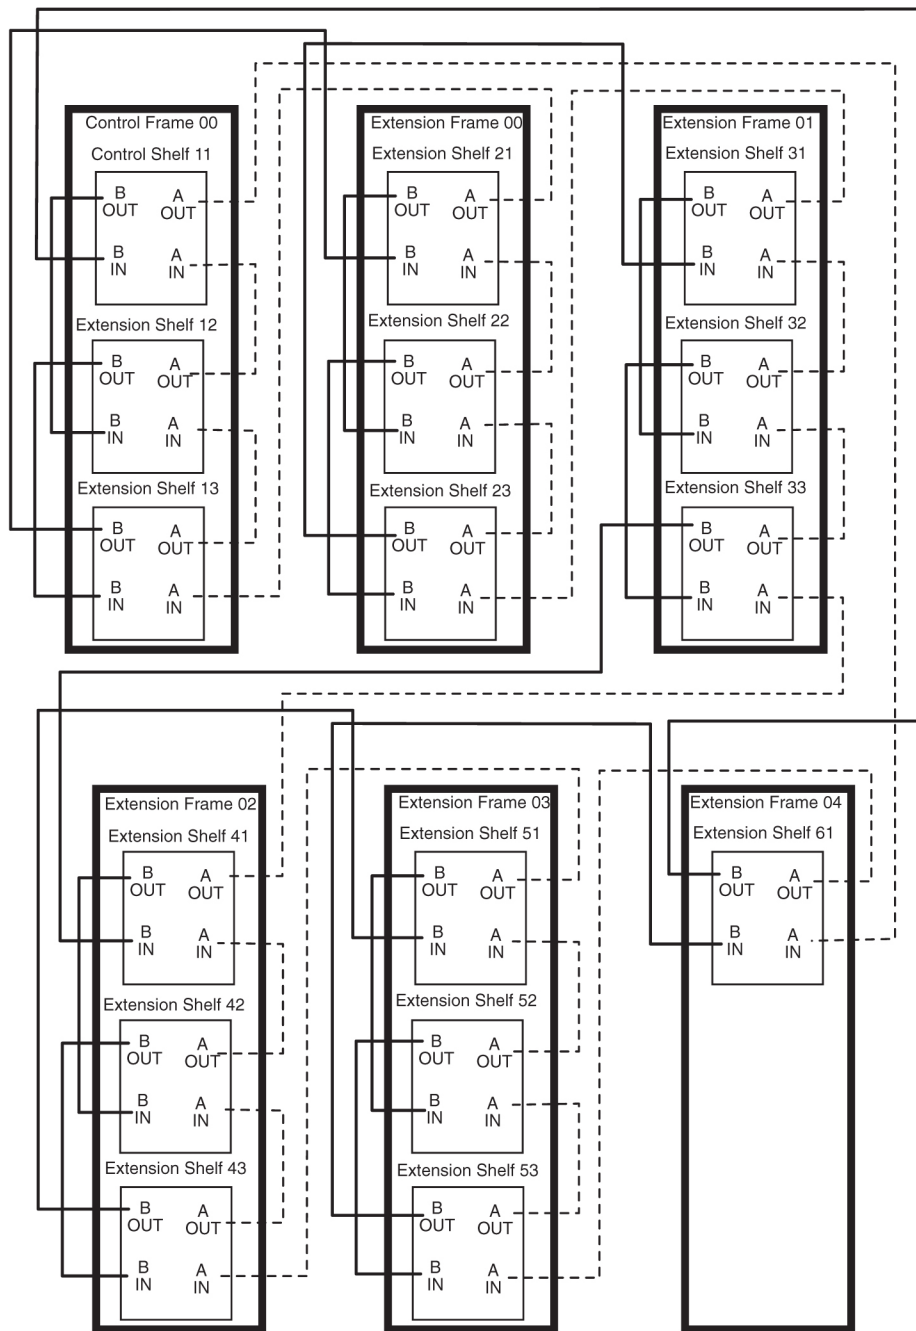 Control Frame 00
Control Shelf 11
B
OUT
A
OUT
B
IN
A
IN
Extension Shelf 12
B
OUT
A
OUT
B
IN
A
IN
Extension Shelf 13
B
OUT
A
OUT
B
IN
A
IN
Extension Frame 00
Extension Shelf 21
B
OUT
A
OUT
B
IN
A
IN
Extension Shelf 22
B
OUT
A
OUT
B
IN
A
IN
Extension Shelf 23
B
OUT
A
OUT
B
IN
A
IN
Extension Frame 01
Extension Shelf 31
B
OUT
A
OUT
B
IN
A
IN
Extension Shelf 32
B
OUT
A
OUT
B
IN
A
IN
Extension Shelf 33
B
OUT
A
OUT
B
IN
A
IN
Extension Frame 02
Extension Shelf 41
B
OUT
A
OUT
B
IN
A
IN
Extension Shelf 42
B
OUT
A
OUT
B
IN
A
IN
Extension Shelf 43
B
OUT
A
OUT
B
IN
A
IN
Extension Frame 03
Extension Shelf 51
B
OUT
A
OUT
B
IN
A
IN
Extension Shelf 52
B
OUT
A
OUT
B
IN
A
IN
Extension Shelf 53
B
OUT
A
OUT
B
IN
A
IN
Extension Frame 04
Extension Shelf 61
B
OUT
A
OUT
B
IN
A
IN